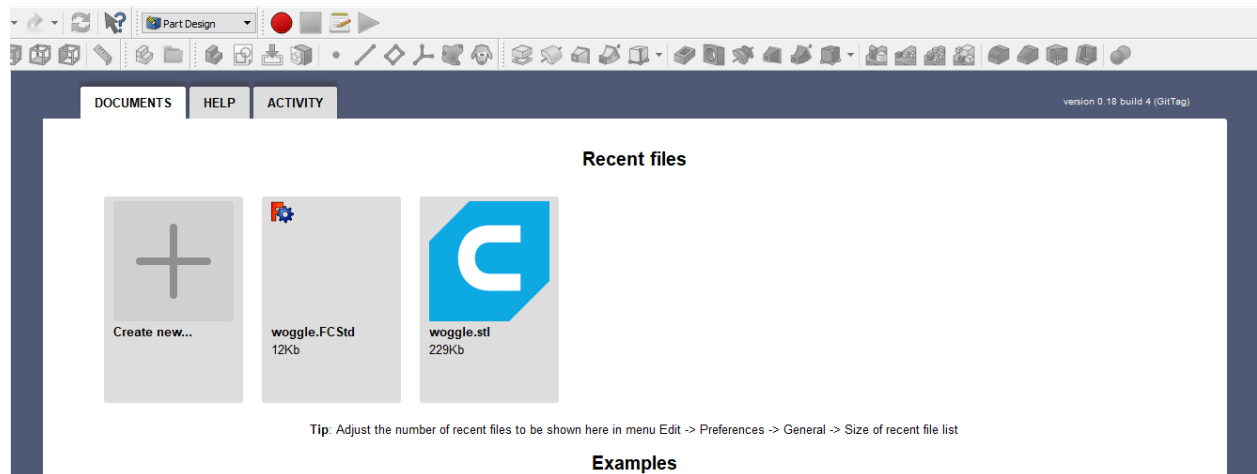 Part Design
DOCUMENTS
HELP
ACTIVITY
version 0.18 build 4 (GitTag)
Recent files
Create new...
woggle.FCStd
12Kb
woggle.stl
229Kb
Tip: Adjust the number of recent files to be shown here in menu Edit -> Preferences -> General -> Size of recent file list
Examples